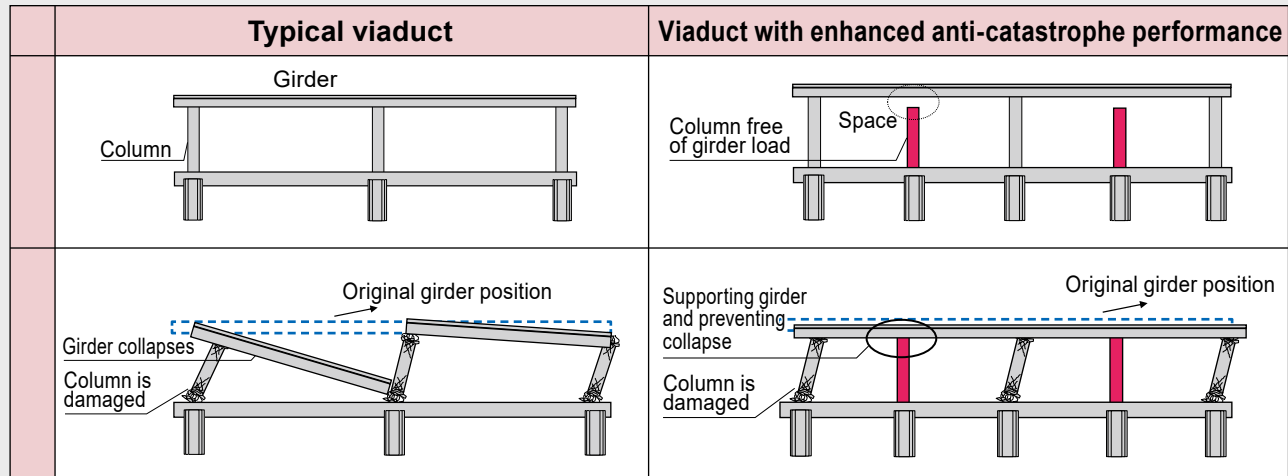 Typical viaduct
Viaduct with enhanced anti-catastrophe performance
Girder
Column
Column free
of girder load
Space
Original girder position
Girder collapses
Column is
damaged
Original girder position
Supporting girder
and preventing
collapse
Column is
damaged